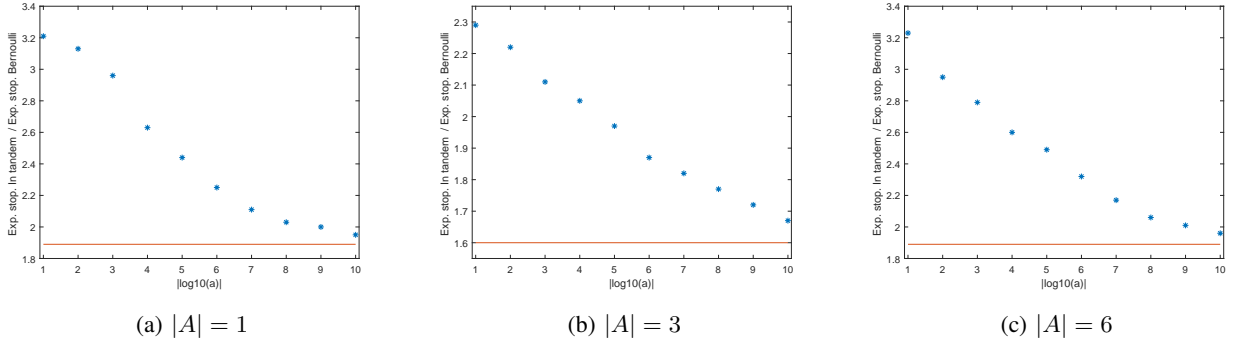 Exp. stop. In tandem / Exp. stop. Bernoulli
3.4
3.2
3
2.8
2.6
2.4
2.2
2
1.8
1 2 3 4 5 6 7 8 9 10
|log10(a)|
(a) |A| = 1
Exp. stop. In tandem / Exp. stop. Bernoulli
2.3
2.2
2.1
2
1.9
1.8
1.7
1.6
1 2 3 4 5 6 7 8 9 10
|log10(a)|
(b) |A| = 3
Exp. stop. In tandem / Exp. stop. Bernoulli
3.4
3.2
3
2.8
2.6
2.4
2.2
2
1.8
1 2 3 4 5 6 7 8 9 10
|log10(a)|
(c) |A| = 6